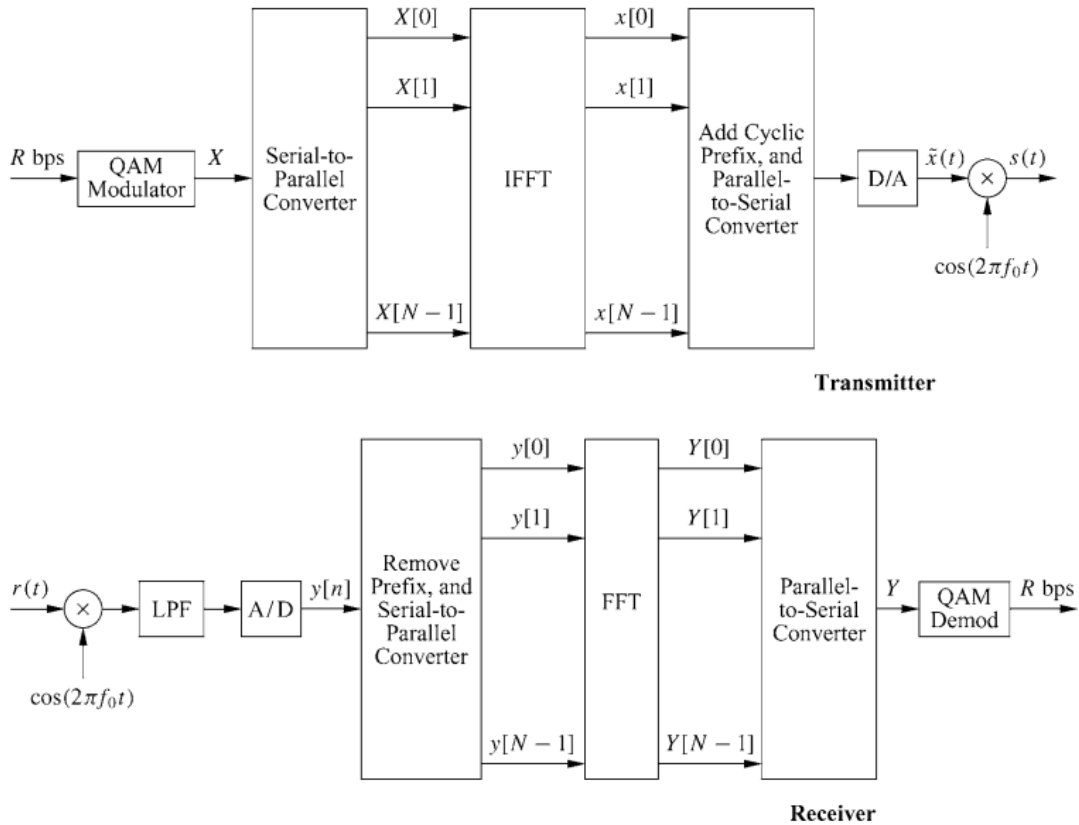 X[0]
x[0]
X[1]
x[1]
R bps
QAM
Modulator
X
Serial-to-
Parallel
Converter
IFFT
Add Cyclic
Prefix, and
Parallel-
to-Serial
Converter
D/A
x̃(t)
×
s(t)
cos(2πf₀t)
X[N − 1]
x[N − 1]
Transmitter
y[0]
Y[0]
y[1]
Y[1]
r(t)
×
LPF
A/D
y[n]
Remove
Prefix, and
Serial-to-
Parallel
Converter
FFT
Parallel-
to-Serial
Converter
Y
QAM
Demod
R bps
cos(2πf₀t)
y[N − 1]
Y[N − 1]
Receiver